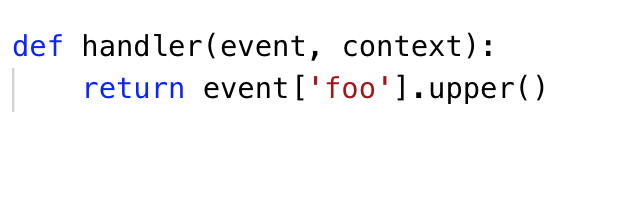 def handler(event, context):
    return event['foo'].upper()